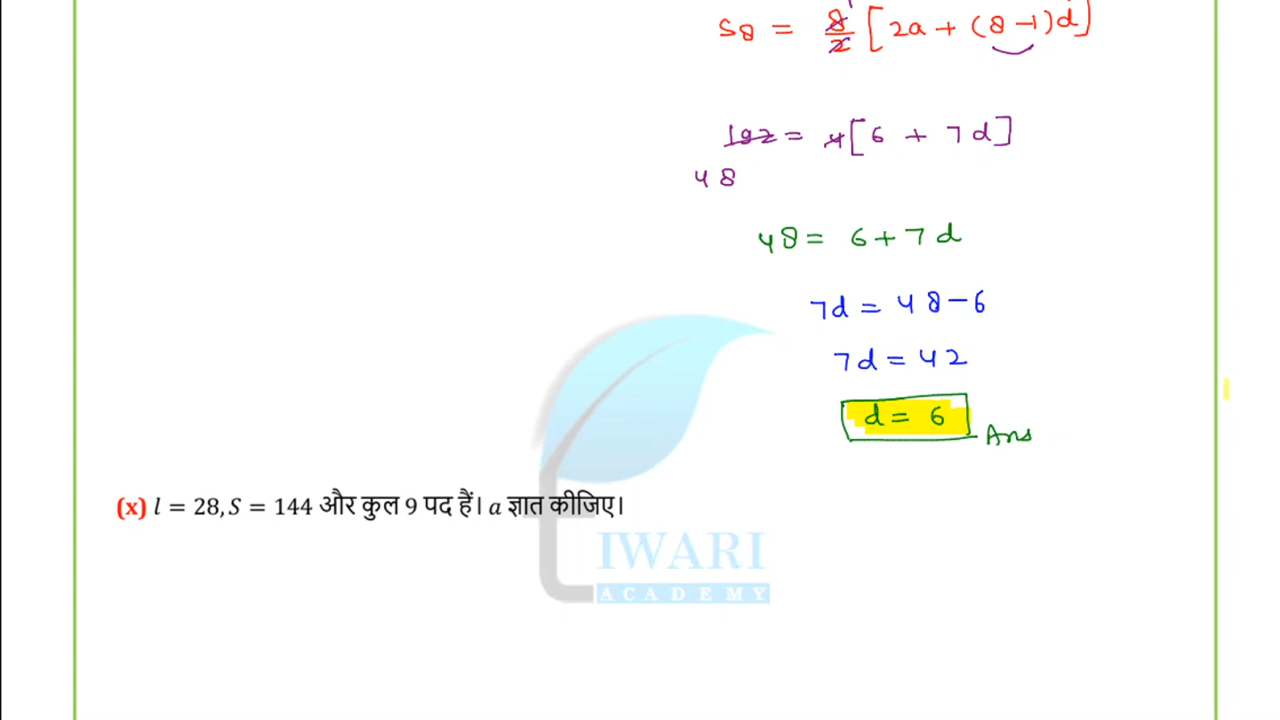 S8 = 8/2 [2a + (8-1)d]
192 = 4[6 + 7d]
48
48 = 6 + 7d
7d = 48 - 6
7d = 42
d = 6
Ans
(x) l = 28, S = 144 और कुल 9 पद हैं। a ज्ञात कीजिए।
IWARI
ACADEMY